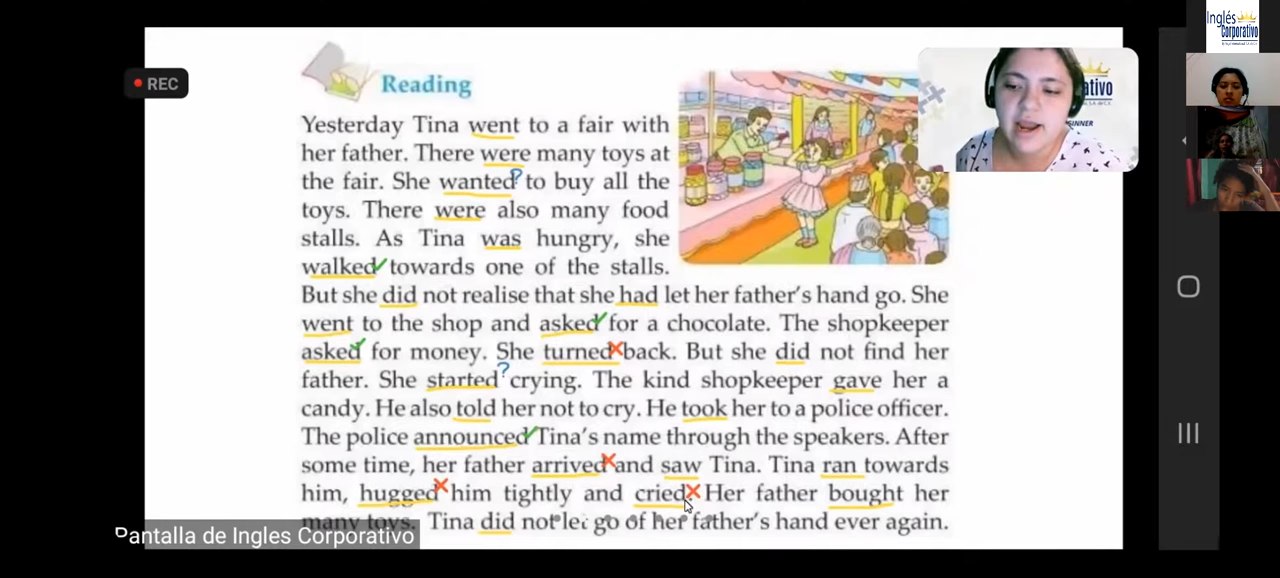 REC
Reading
Yesterday Tina went to a fair with
her father. There were many toys at
the fair. She wanted? to buy all the
toys. There were also many food
stalls. As Tina was hungry, she
walked✓ towards one of the stalls.
But she did not realise that she had let her father's hand go. She
went to the shop and asked✓ for a chocolate. The shopkeeper
asked✓ for money. She turned✕ back. But she did not find her
father. She started? crying. The kind shopkeeper gave her a
candy. He also told her not to cry. He took her to a police officer.
The police announced✓ Tina's name through the speakers. After
some time, her father arrived✕ and saw Tina. Tina ran towards
him, hugged✕ him tightly and cried✕ Her father bought her
many toys. Tina did not let go of her father's hand ever again.
Pantalla de Ingles Corporativo
ativo
INNER
Inglés
Corporativo